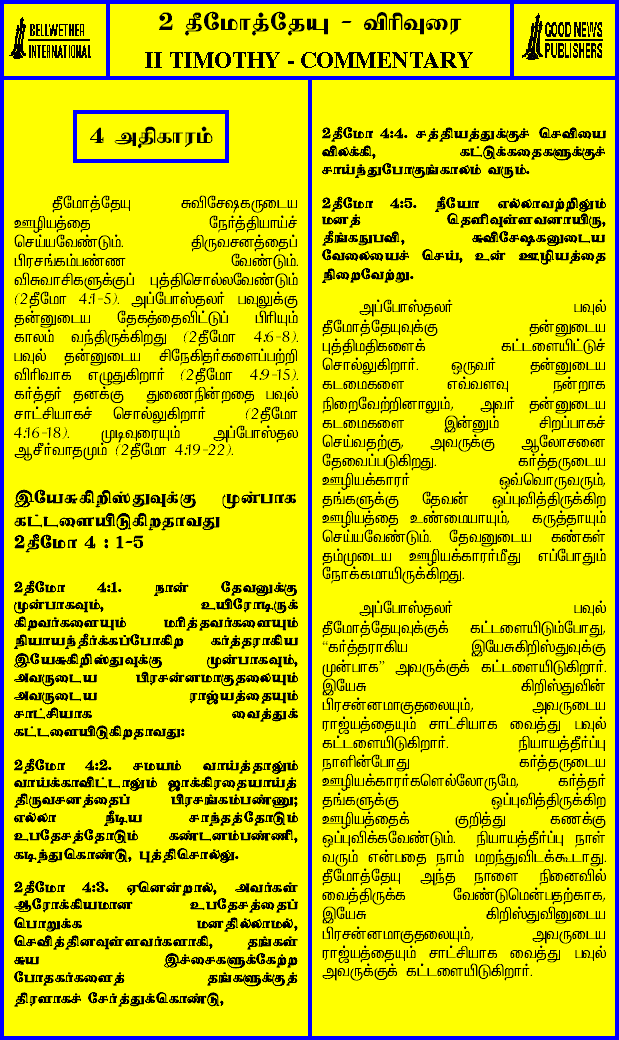 BELLWETHER
INTERNATIONAL
2 தீமோத்தேயு - விரிவுரை
II TIMOTHY - COMMENTARY
GOOD NEWS
PUBLISHERS
4 அதிகாரம்
தீமோத்தேயு சுவிசேஷகருடைய
ஊழியத்தை நேர்த்தியாய்ச்
செய்யவேண்டும். திருவசனத்தைப்
பிரசங்கம்பண்ண வேண்டும்.
விசுவாசிகளுக்குப் புத்திசொல்லவேண்டும்
(2தீமோ 4:1-5). அப்போஸ்தலர் பவுலுக்கு
தன்னுடைய தேகத்தைவிட்டுப் பிரியும்
காலம் வந்திருக்கிறது (2தீமோ 4:6-8).
பவுல் தன்னுடைய சிநேகிதர்களைப்பற்றி
விரிவாக எழுதுகிறார் (2தீமோ 4:9-15).
கர்த்தர் தனக்கு துணைநின்றதை பவுல்
சாட்சியாகச் சொல்லுகிறார் (2தீமோ
4:16-18). முடிவுரையும் அப்போஸ்தல
ஆசீர்வாதமும் (2தீமோ 4:19-22).
இயேசுகிறிஸ்துவுக்கு முன்பாக
கட்டளையிடுகிறதாவது
2தீமோ 4 : 1-5
2தீமோ 4:1. நான் தேவனுக்கு
முன்பாகவும், உயிரோடிருக்
கிறவர்களையும் மரித்தவர்களையும்
நியாயந்தீர்க்கப்போகிற கர்த்தராகிய
இயேசுகிறிஸ்துவுக்கு முன்பாகவும்,
அவருடைய பிரசன்னமாகுதலையும்
அவருடைய ராஜ்யத்தையும்
சாட்சியாக வைத்துக்
கட்டளையிடுகிறதாவது:
2தீமோ 4:2. சமயம் வாய்த்தாலும்
வாய்க்காவிட்டாலும் ஜாக்கிரதையாய்த்
திருவசனத்தைப் பிரசங்கம்பண்ணு;
எல்லா நீடிய சாந்தத்தோடும்
உபதேசத்தோடும் கண்டனம்பண்ணி,
கடிந்துகொண்டு, புத்திசொல்லு.
2தீமோ 4:3. ஏனென்றால், அவர்கள்
ஆரோக்கியமான உபதேசத்தைப்
பொறுக்க மனதில்லாமல்,
செவித்தினவுள்ளவர்களாகி, தங்கள்
சுய இச்சைகளுக்கேற்ற
போதகர்களைத் தங்களுக்குத்
திரளாகச் சேர்த்துக்கொண்டு,
2தீமோ 4:4. சத்தியத்துக்குச் செவியை
விலக்கி, கட்டுக்கதைகளுக்குச்
சாய்ந்துபோகுங்காலம் வரும்.
2தீமோ 4:5. நீயோ எல்லாவற்றிலும்
மனத் தெளிவுள்ளவனாயிரு,
தீங்கநுபவி, சுவிசேஷகனுடைய
வேலையைச் செய், உன் ஊழியத்தை
நிறைவேற்று.
அப்போஸ்தலர் பவுல்
தீமோத்தேயுவுக்கு தன்னுடைய
புத்திமதிகளைக் கட்டளையிட்டுச்
சொல்லுகிறார். ஒருவர் தன்னுடைய
கடமைகளை எவ்வளவு நன்றாக
நிறைவேற்றினாலும், அவர் தன்னுடைய
கடமைகளை இன்னும் சிறப்பாகச்
செய்வதற்கு, அவருக்கு ஆலோசனை
தேவைப்படுகிறது. கர்த்தருடைய
ஊழியக்காரர் ஒவ்வொருவரும்,
தங்களுக்கு தேவன் ஒப்புவித்திருக்கிற
ஊழியத்தை உண்மையாயும், கருத்தாயும்
செய்யவேண்டும். தேவனுடைய கண்கள்
தம்முடைய ஊழியக்காரர்மீது எப்போதும்
நோக்கமாயிருக்கிறது.
அப்போஸ்தலர் பவுல்
தீமோத்தேயுவுக்குக் கட்டளையிடும்போது,
“கர்த்தராகிய இயேசுகிறிஸ்துவுக்கு
முன்பாக” அவருக்குக் கட்டளையிடுகிறார்.
இயேசு கிறிஸ்துவின்
பிரசன்னமாகுதலையும், அவருடைய
ராஜ்யத்தையும் சாட்சியாக வைத்து பவுல்
கட்டளையிடுகிறார். நியாயத்தீர்ப்பு
நாளின்போது கர்த்தருடைய
ஊழியக்காரர்களெல்லோருமே, கர்த்தர்
தங்களுக்கு ஒப்புவித்திருக்கிற
ஊழியத்தைக் குறித்து கணக்கு
ஒப்புவிக்கவேண்டும். நியாயத்தீர்ப்பு நாள்
வரும் என்பதை நாம் மறந்துவிடக்கூடாது.
தீமோத்தேயு அந்த நாளை நினைவில்
வைத்திருக்க வேண்டுமென்பதற்காக,
இயேசு கிறிஸ்துவினுடைய
பிரசன்னமாகுதலையும், அவருடைய
ராஜ்யத்தையும் சாட்சியாக வைத்து பவுல்
அவருக்குக் கட்டளையிடுகிறார்.